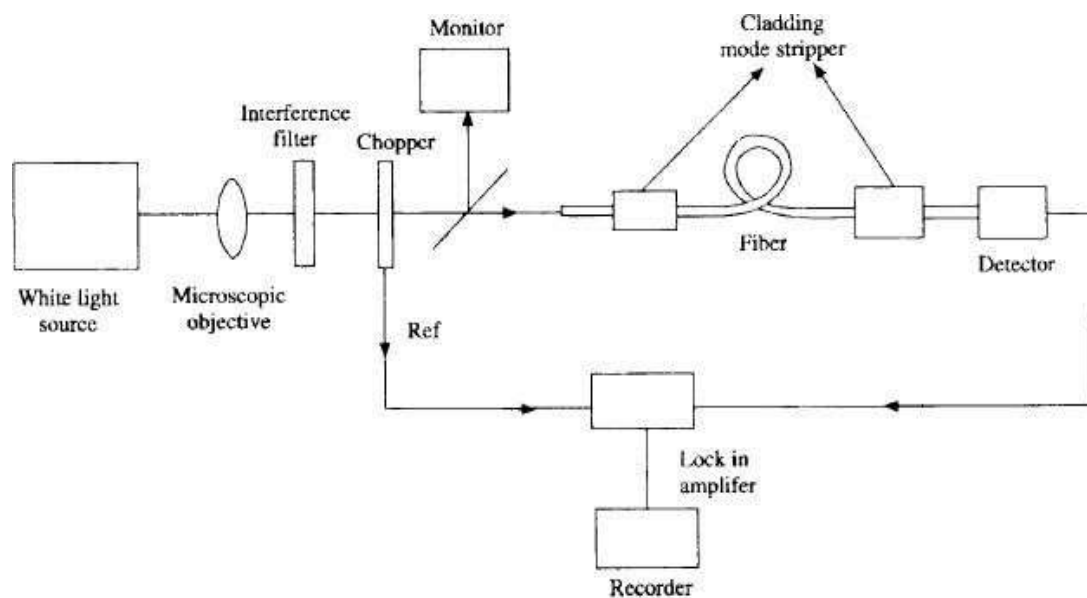 Monitor
Cladding
mode stripper
Interference
filter
Chopper
White light
source
Microscopic
objective
Fiber
Detector
Ref
Lock in
amplifer
Recorder